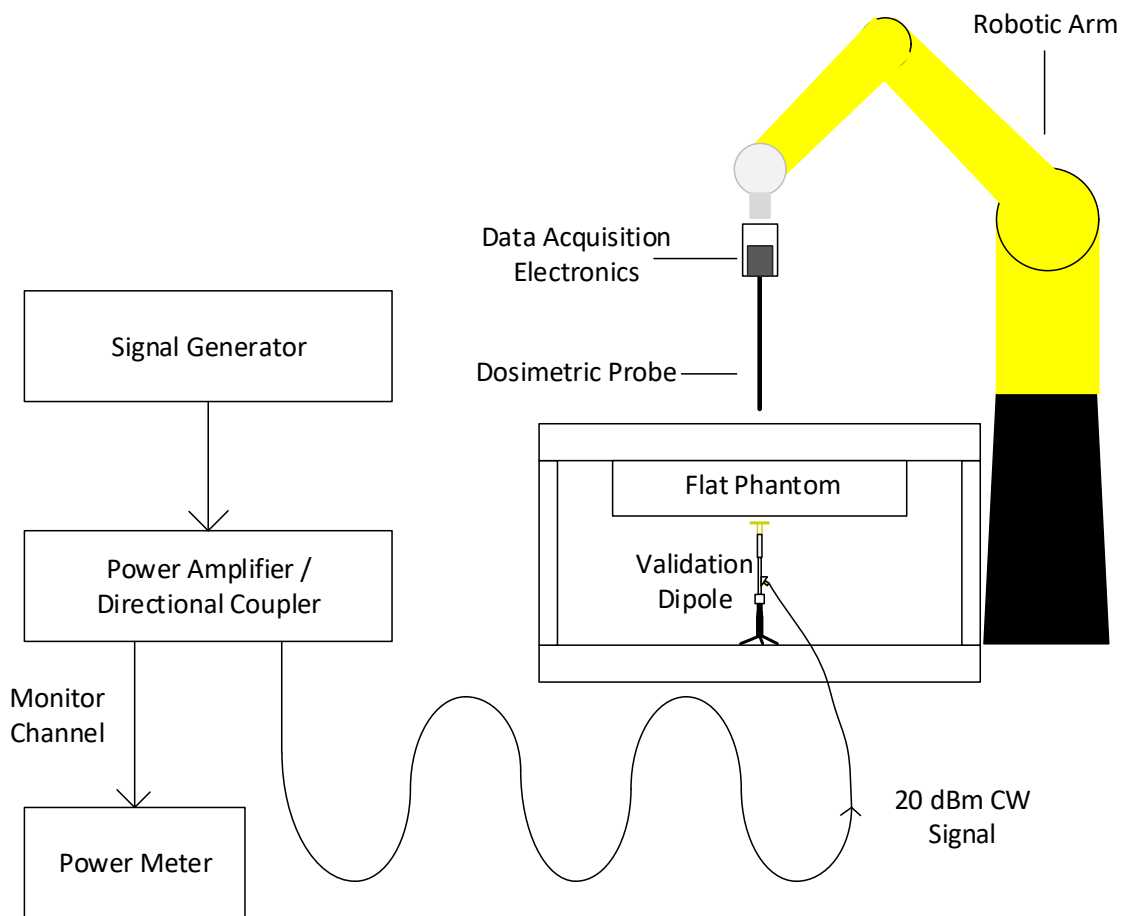 Robotic Arm
Data Acquisition
Electronics
Signal Generator
Dosimetric Probe
Flat Phantom
Power Amplifier /
Directional Coupler
Validation
Dipole
Monitor
Channel
20 dBm CW
Signal
Power Meter